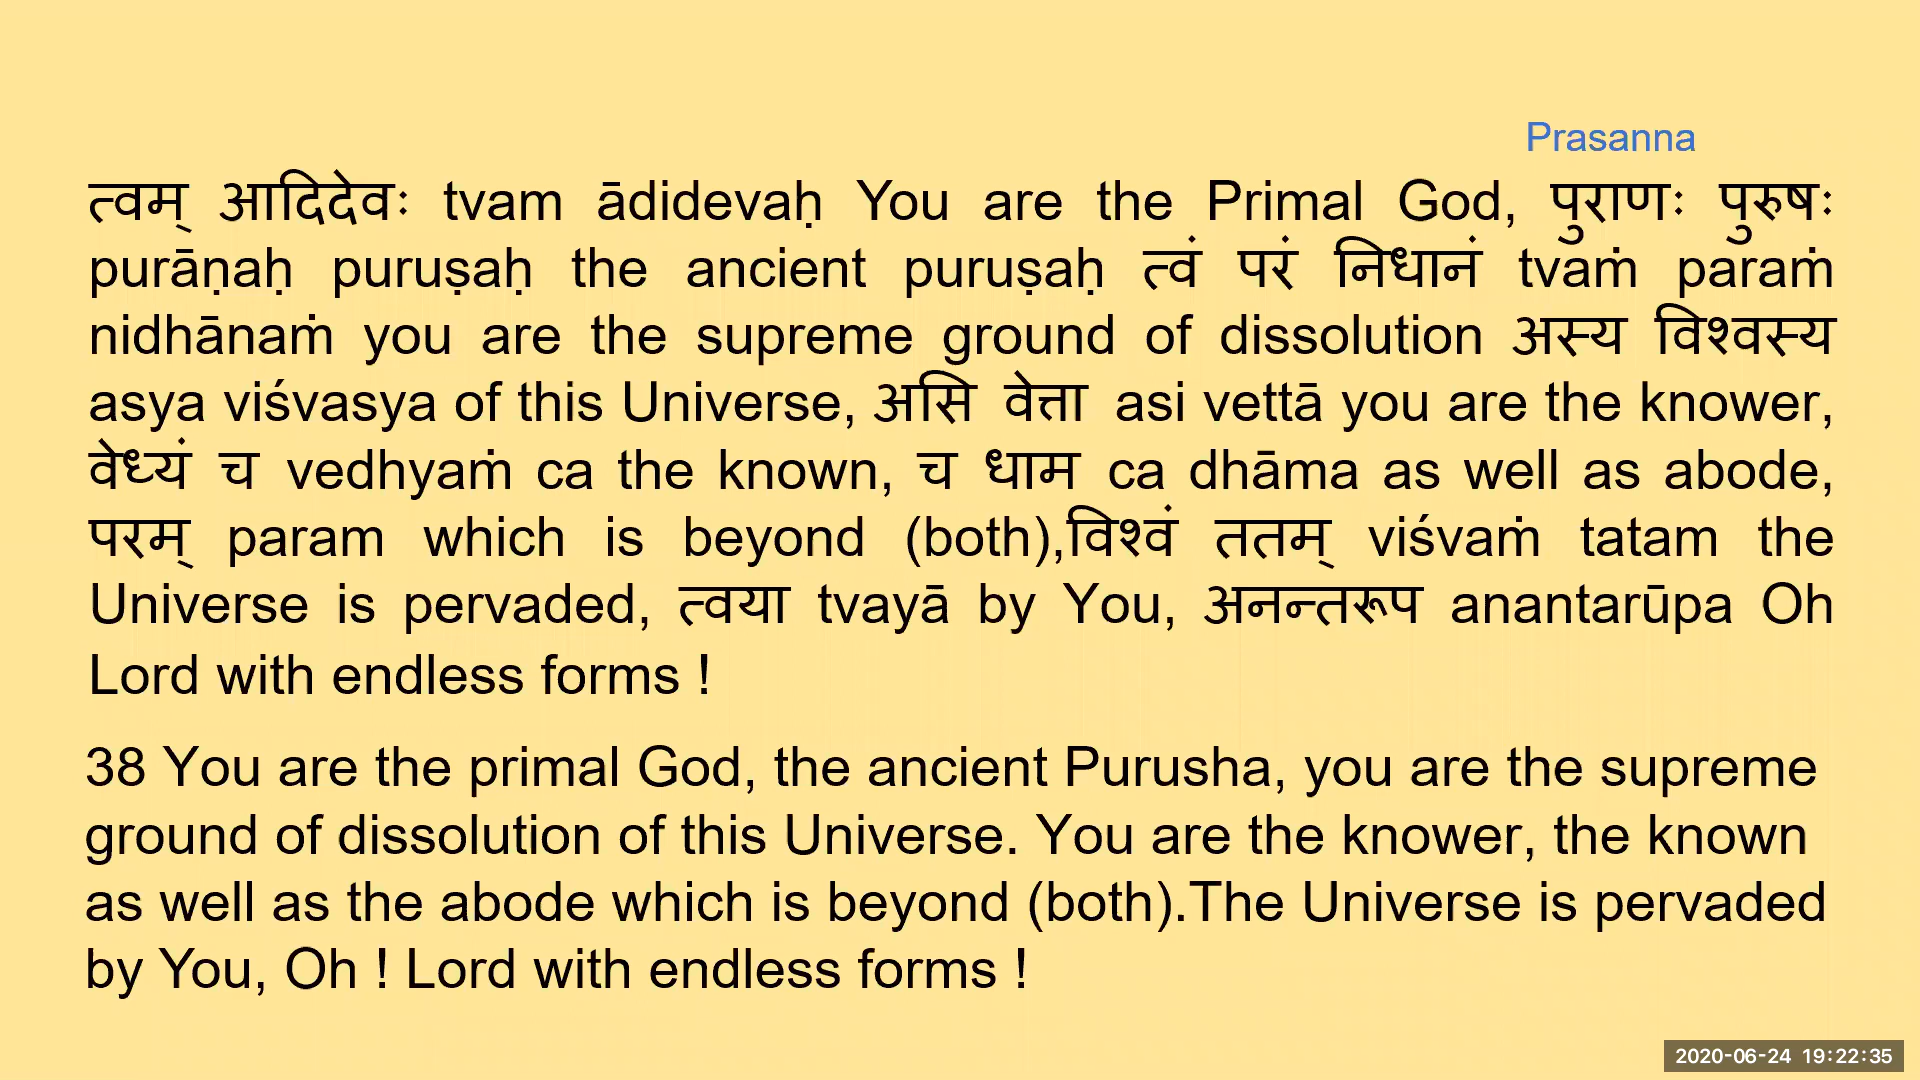 Prasanna
त्वम् आदिदेवः tvam ādidevaḥ You are the Primal God, पुराणः पुरुषः
purāṇaḥ puruṣaḥ the ancient puruṣaḥ त्वं परं निधानं tvaṁ paraṁ
nidhānaṁ you are the supreme ground of dissolution अस्य विश्वस्य
asya viśvasya of this Universe, असि वेत्ता asi vettā you are the knower,
वेध्यं च vedhyaṁ ca the known, च धाम ca dhāma as well as abode,
परम् param which is beyond (both),विश्वं ततम् viśvaṁ tatam the
Universe is pervaded, त्वया tvayā by You, अनन्तरूप anantarūpa Oh
Lord with endless forms !
38 You are the primal God, the ancient Purusha, you are the supreme
ground of dissolution of this Universe. You are the knower, the known
as well as the abode which is beyond (both).The Universe is pervaded
by You, Oh ! Lord with endless forms !
2020-06-24 19:22:35